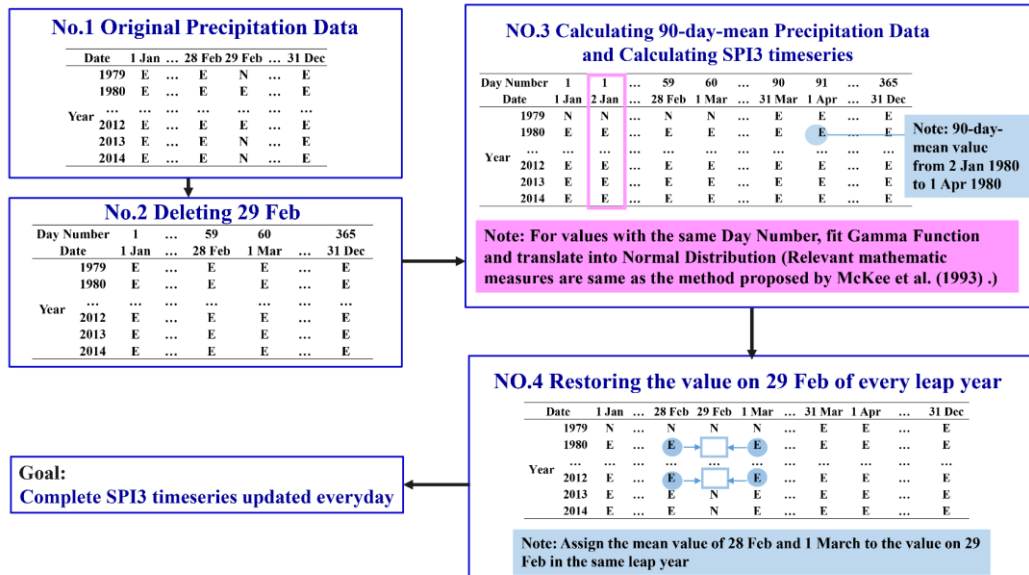 No.1 Original Precipitation Data
Date 1 Jan ... 28 Feb 29 Feb ... 31 Dec
1979 E ... E N ... E
1980 E ... E E ... E
... ... ... ... ... ... ...
Year
2012 E ... E E ... E
2013 E ... E N ... E
2014 E ... E N ... E
No.2 Deleting 29 Feb
Day Number 1 ... 59 60 365
Date 1 Jan ... 28 Feb 1 Mar ... 31 Dec
1979 E ... E E ... E
1980 E ... E E ... E
... ... ... ... ... ... ...
Year
2012 E ... E E ... E
2013 E ... E E ... E
2014 E ... E E ... E
NO.3 Calculating 90-day-mean Precipitation Data
and Calculating SPI3 timeseries
Day Number 1 1 ... 59 60 ... 90 91 ... 365
Date 1 Jan 2 Jan ... 28 Feb 1 Mar ... 31 Mar 1 Apr ... 31 Dec
1979 N N ... N N ... E E ... E
1980 E E ... E E ... E E ... E
... ... ... ... ... ... ... ... ... ... ...
Year
2012 E E ... E E ... E E ... E
2013 E E ... E E ... E E ... E
2014 E E ... E E ... E E ... E
Note: 90-day-
mean value
from 2 Jan 1980
to 1 Apr 1980
Note: For values with the same Day Number, fit Gamma Function
and translate into Normal Distribution (Relevant mathematic
measures are same as the method proposed by McKee et al. (1993) .)
NO.4 Restoring the value on 29 Feb of every leap year
Date 1 Jan ... 28 Feb 29 Feb 1 Mar ... 31 Mar 1 Apr ... 31 Dec
1979 N ... N N N ... E E ... E
1980 E ... E E ... E E ... E
... ... ... ... ... ... ... ... ... ... ...
Year
2012 E ... E E ... E E ... E
2013 E ... E N E ... E E ... E
2014 E ... E N E ... E E ... E
Note: Assign the mean value of 28 Feb and 1 March to the value on 29
Feb in the same leap year
Goal:
Complete SPI3 timeseries updated everyday